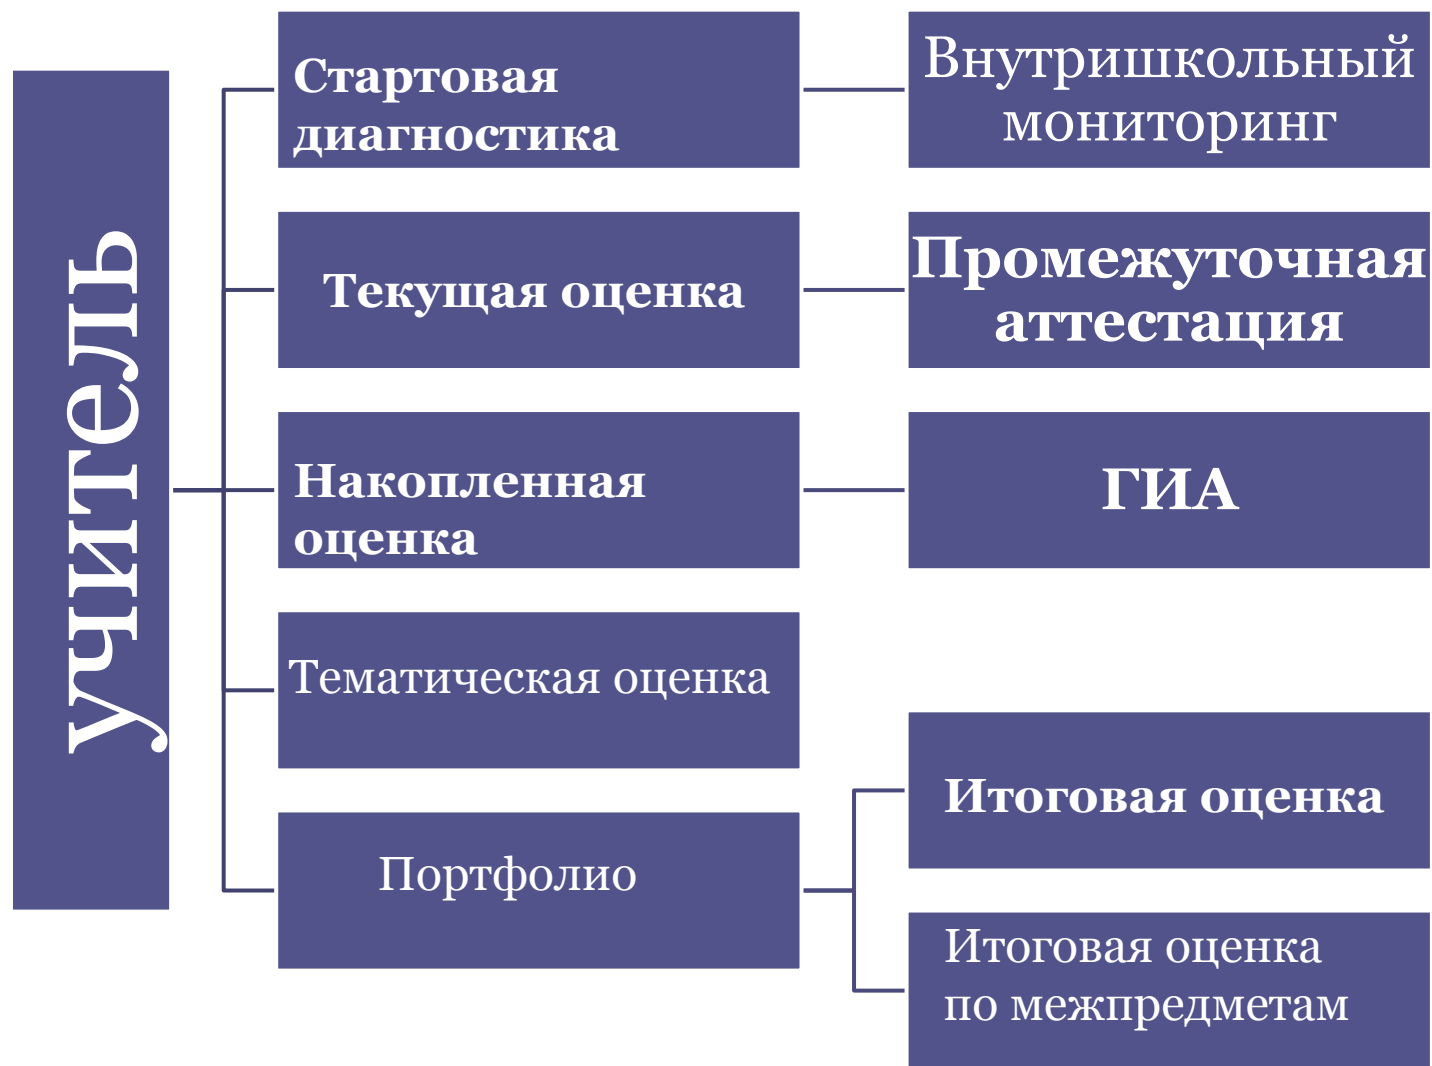 учитель
Стартовая
диагностика
Внутришкольный
мониторинг
Текущая оценка
Промежуточная
аттестация
Накопленная
оценка
ГИА
Тематическая оценка
Портфолио
Итоговая оценка
Итоговая оценка
по межпредметам